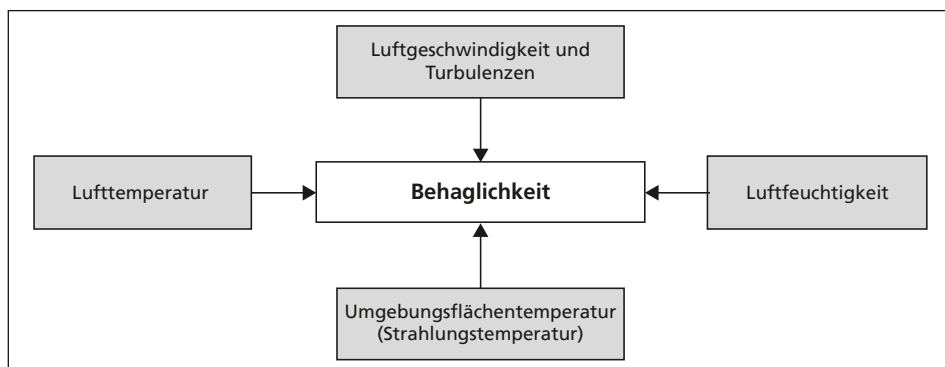 Luftgeschwindigkeit und
Turbulenzen
Lufttemperatur
Behaglichkeit
Luftfeuchtigkeit
Umgebungsflächentemperatur
(Strahlungstemperatur)